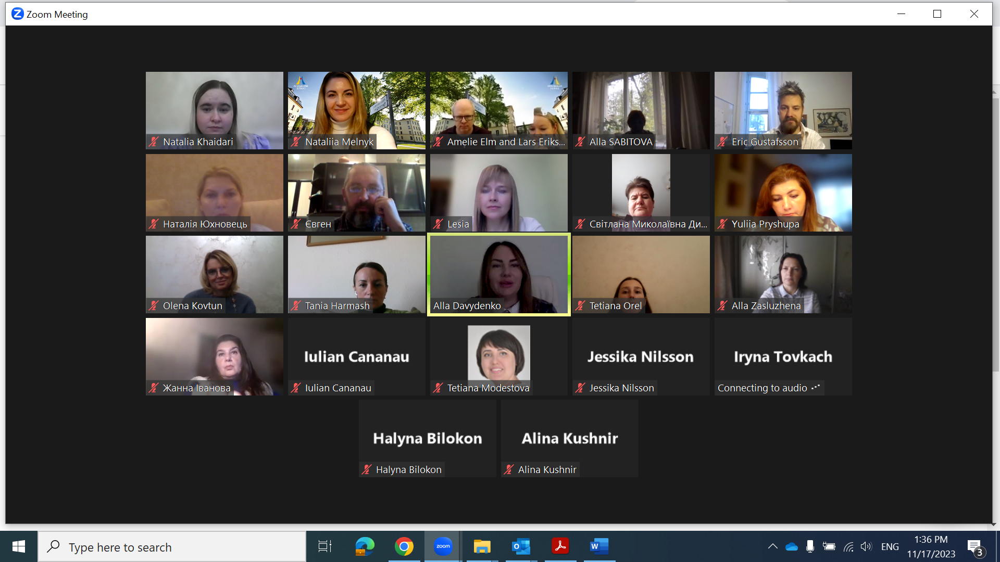 Zoom Meeting
Natalia Khaidari
Nataliia Melnyk
Amelie Elm and Lars Eriks...
Alla SABITOVA
Eric Gustafsson
Наталія Юхновець
Євген
Lesia
Світлана Миколаївна Ди...
Yuliia Pryshupa
Olena Kovtun
Tania Harmash
Alla Davydenko
Tetiana Orel
Alla Zasluzhena
Жанна Іванова
Iulian Cananau
Iulian Cananau
Tetiana Modestova
Jessika Nilsson
Jessika Nilsson
Iryna Tovkach
Connecting to audio
Halyna Bilokon
Halyna Bilokon
Alina Kushnir
Alina Kushnir
Type here to search
zoom
ENG
1:36 PM
11/17/2023
3